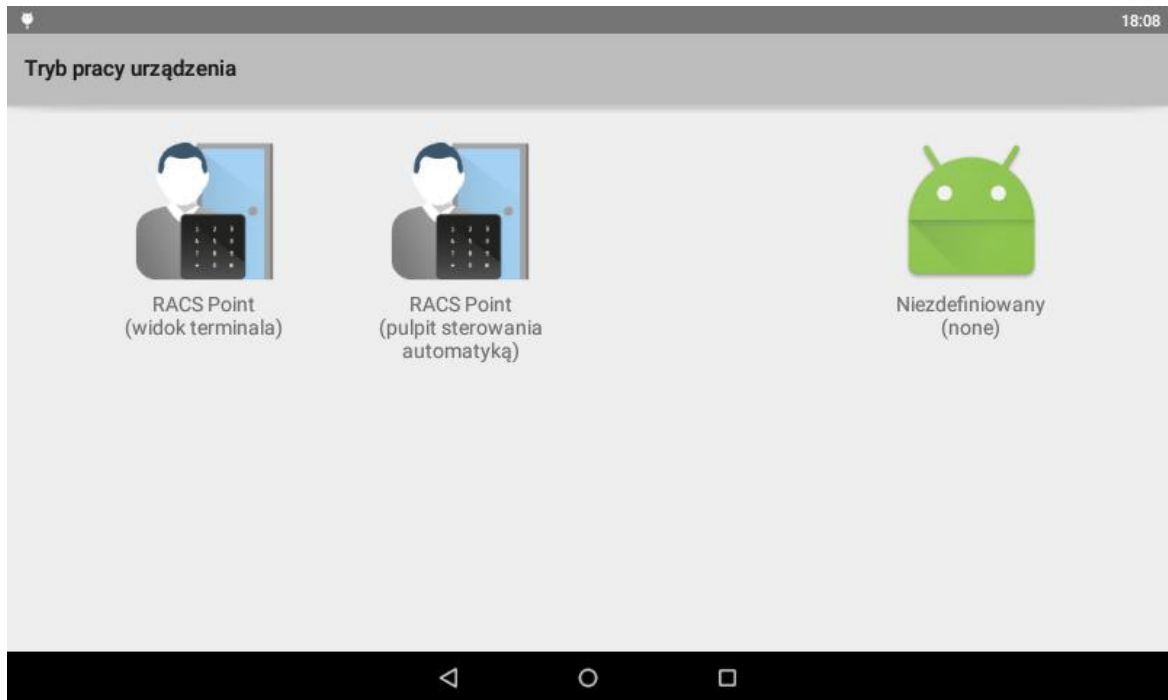 18:08
Tryb pracy urządzenia
RACS Point
(widok terminala)
RACS Point
(pulpit sterowania
automatyką)
Niezdefiniowany
(none)